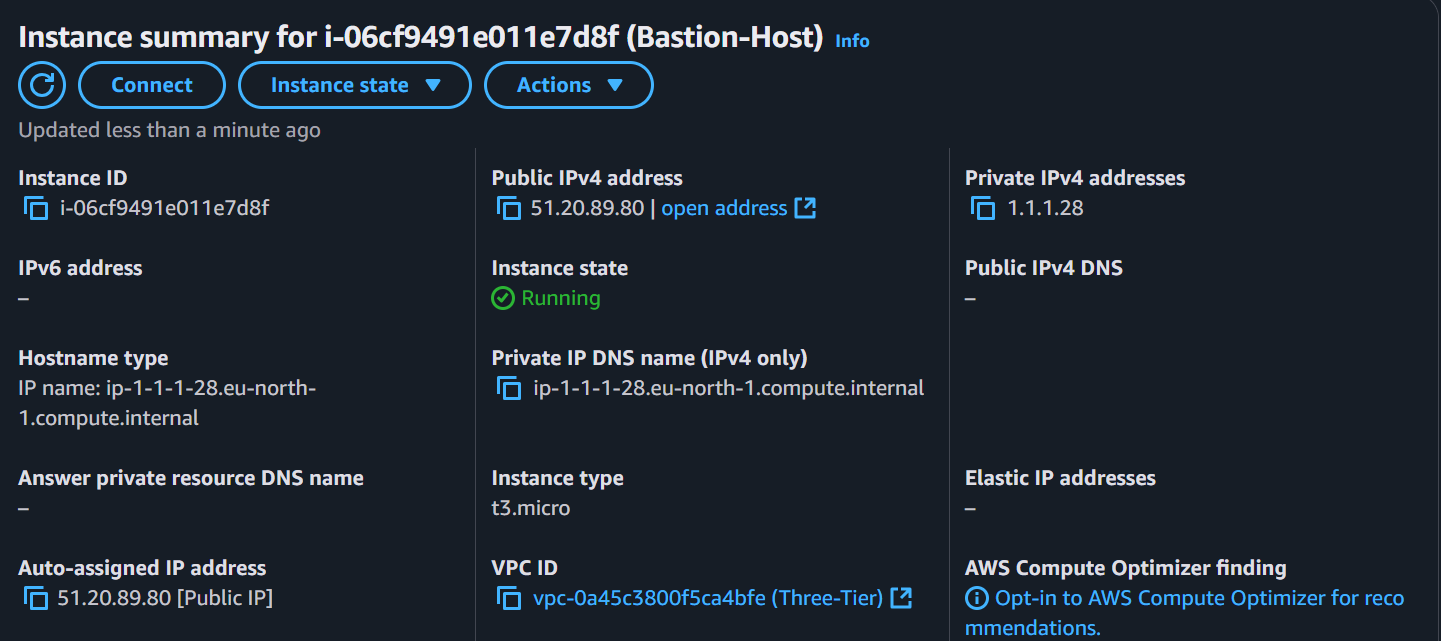 Instance summary for i-06cf9491e011e7d8f (Bastion-Host) Info
Connect
Instance state
Actions
Updated less than a minute ago
Instance ID
i-06cf9491e011e7d8f
Public IPv4 address
51.20.89.80 | open address
Private IPv4 addresses
1.1.1.28
IPv6 address
–
Instance state
Running
Public IPv4 DNS
–
Hostname type
IP name: ip-1-1-1-28.eu-north-
1.compute.internal
Private IP DNS name (IPv4 only)
ip-1-1-1-28.eu-north-1.compute.internal
Answer private resource DNS name
–
Instance type
t3.micro
Elastic IP addresses
–
Auto-assigned IP address
51.20.89.80 [Public IP]
VPC ID
vpc-0a45c3800f5ca4bfe (Three-Tier)
AWS Compute Optimizer finding
Opt-in to AWS Compute Optimizer for reco
mmendations.